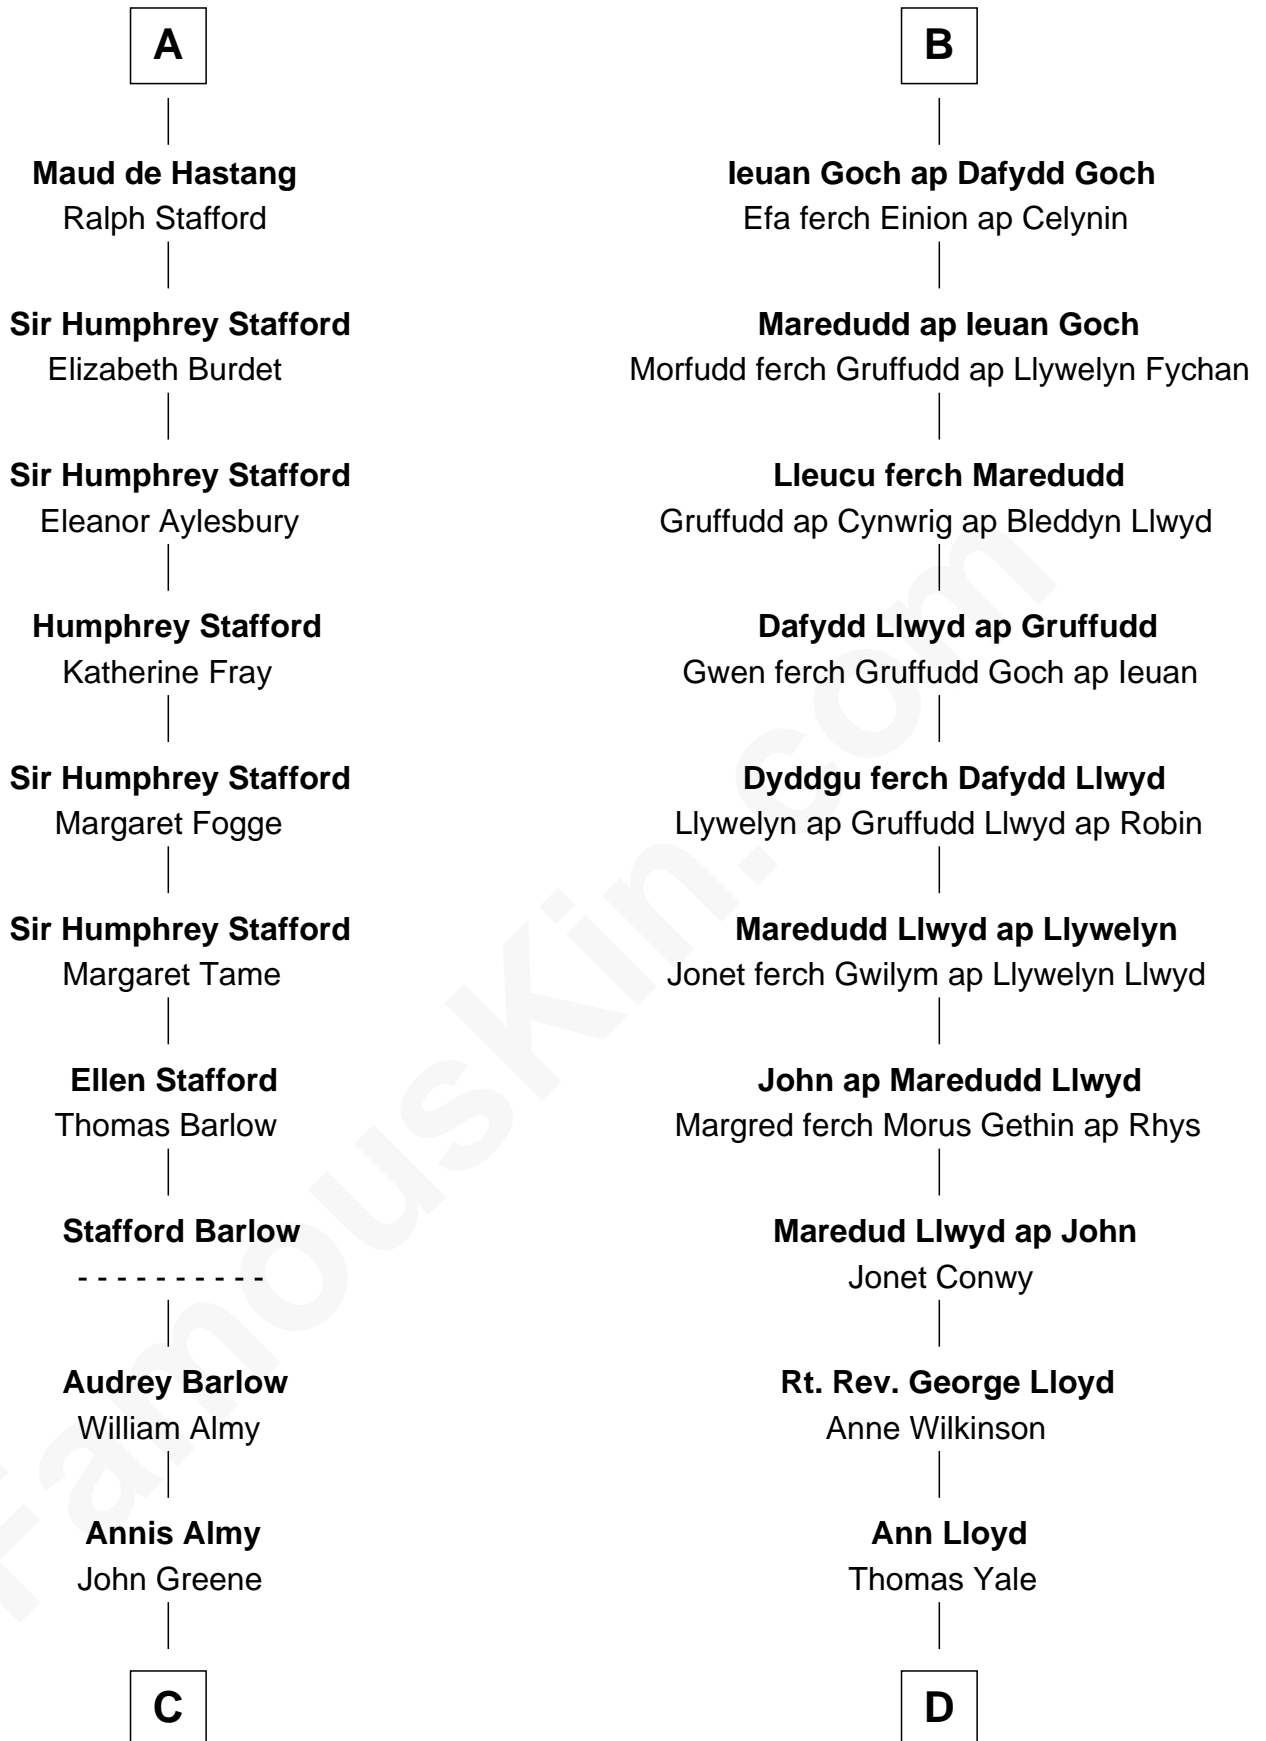 A
Maud de Hastang
Ralph Stafford
Sir Humphrey Stafford
Elizabeth Burdet
Sir Humphrey Stafford
Eleanor Aylesbury
Humphrey Stafford
Katherine Fray
Sir Humphrey Stafford
Margaret Fogge
Sir Humphrey Stafford
Margaret Tame
Ellen Stafford
Thomas Barlow
Stafford Barlow
- - - - - - - - - -
Audrey Barlow
William Almy
Annis Almy
John Greene
C
B
Ieuan Goch ap Dafydd Goch
Efa ferch Einion ap Celynin
Maredudd ap Ieuan Goch
Morfudd ferch Gruffudd ap Llywelyn Fychan
Lleucu ferch Maredudd
Gruffudd ap Cynwrig ap Bleddyn Llwyd
Dafydd Llwyd ap Gruffudd
Gwen ferch Gruffudd Goch ap Ieuan
Dyddgu ferch Dafydd Llwyd
Llywelyn ap Gruffudd Llwyd ap Robin
Maredudd Llwyd ap Llywelyn
Jonet ferch Gwilym ap Llywelyn Llwyd
John ap Maredudd Llwyd
Margred ferch Morus Gethin ap Rhys
Maredud Llwyd ap John
Jonet Conwy
Rt. Rev. George Lloyd
Anne Wilkinson
Ann Lloyd
Thomas Yale
D
FamousKin.com